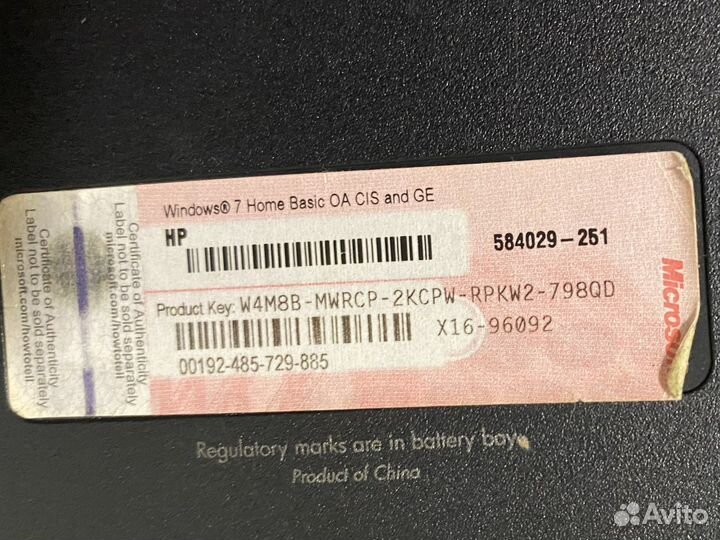 Certificate of Authenticity
Label not to be sold separately
microsoft.com/howtotell
Certificate of Authenticity
Label not to be sold separately
microsoft.com/howtotell
Windows® 7 Home Basic OA CIS and GE
HP
584029-251
Product Key: W4M8B-MWRCP-2KCPW-RPKW2-798QD
X16-96092
00192-485-729-885
Regulatory marks are in battery bay
Product of China
Avito